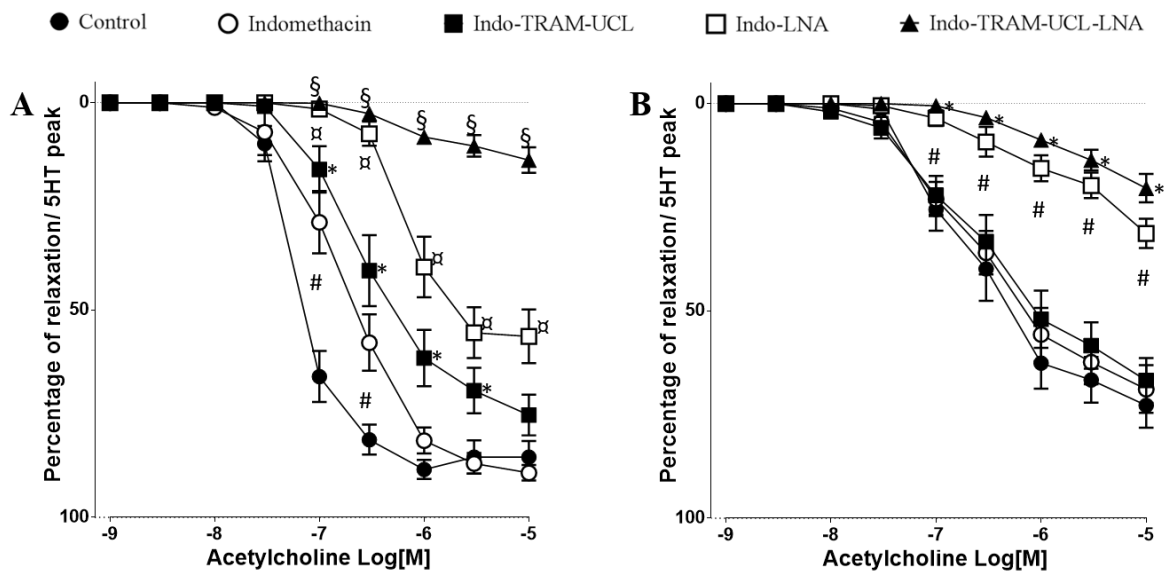 Control Indomethacin Indo-TRAM-UCL Indo-LNA Indo-TRAM-UCL-LNA
A
Percentage of relaxation/ 5HT peak
0
50
100
§ § § § §
¤ ¤ ¤ ¤ ¤
* * * *
# #
-9 -8 -7 -6 -5
Acetylcholine Log[M]
B
Percentage of relaxation/ 5HT peak
0
50
100
* * * * *
# # # # #
-9 -8 -7 -6 -5
Acetylcholine Log[M]